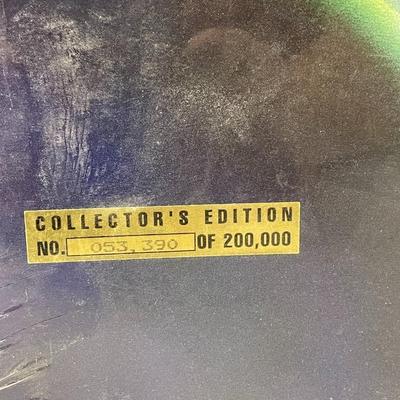 COLLECTOR'S EDITION
NO. 053,390 OF 200,000